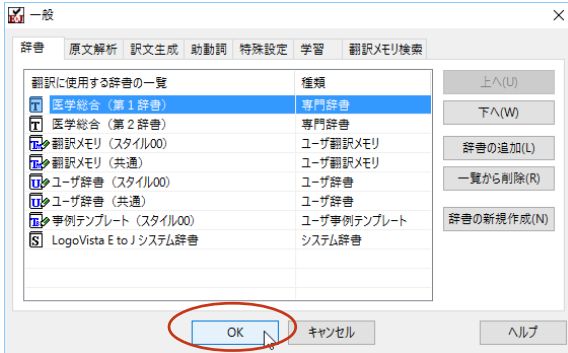 一般
辞書 原文解析 訳文生成 助動詞 特殊設定 学習 翻訳メモリ検索
翻訳に使用する辞書の一覧 種類
医学総合（第１辞書） 専門辞書
医学総合（第２辞書） 専門辞書
翻訳メモリ（スタイル00） ユーザ翻訳メモリ
翻訳メモリ（共通） ユーザ翻訳メモリ
ユーザ辞書（スタイル00） ユーザ辞書
ユーザ辞書（共通） ユーザ辞書
事例テンプレート（スタイル00） ユーザ事例テンプレート
LogoVista E to J システム辞書 システム辞書
上へ(U)
下へ(W)
辞書の追加(L)
一覧から削除(R)
辞書の新規作成(N)
OK キャンセル ヘルプ